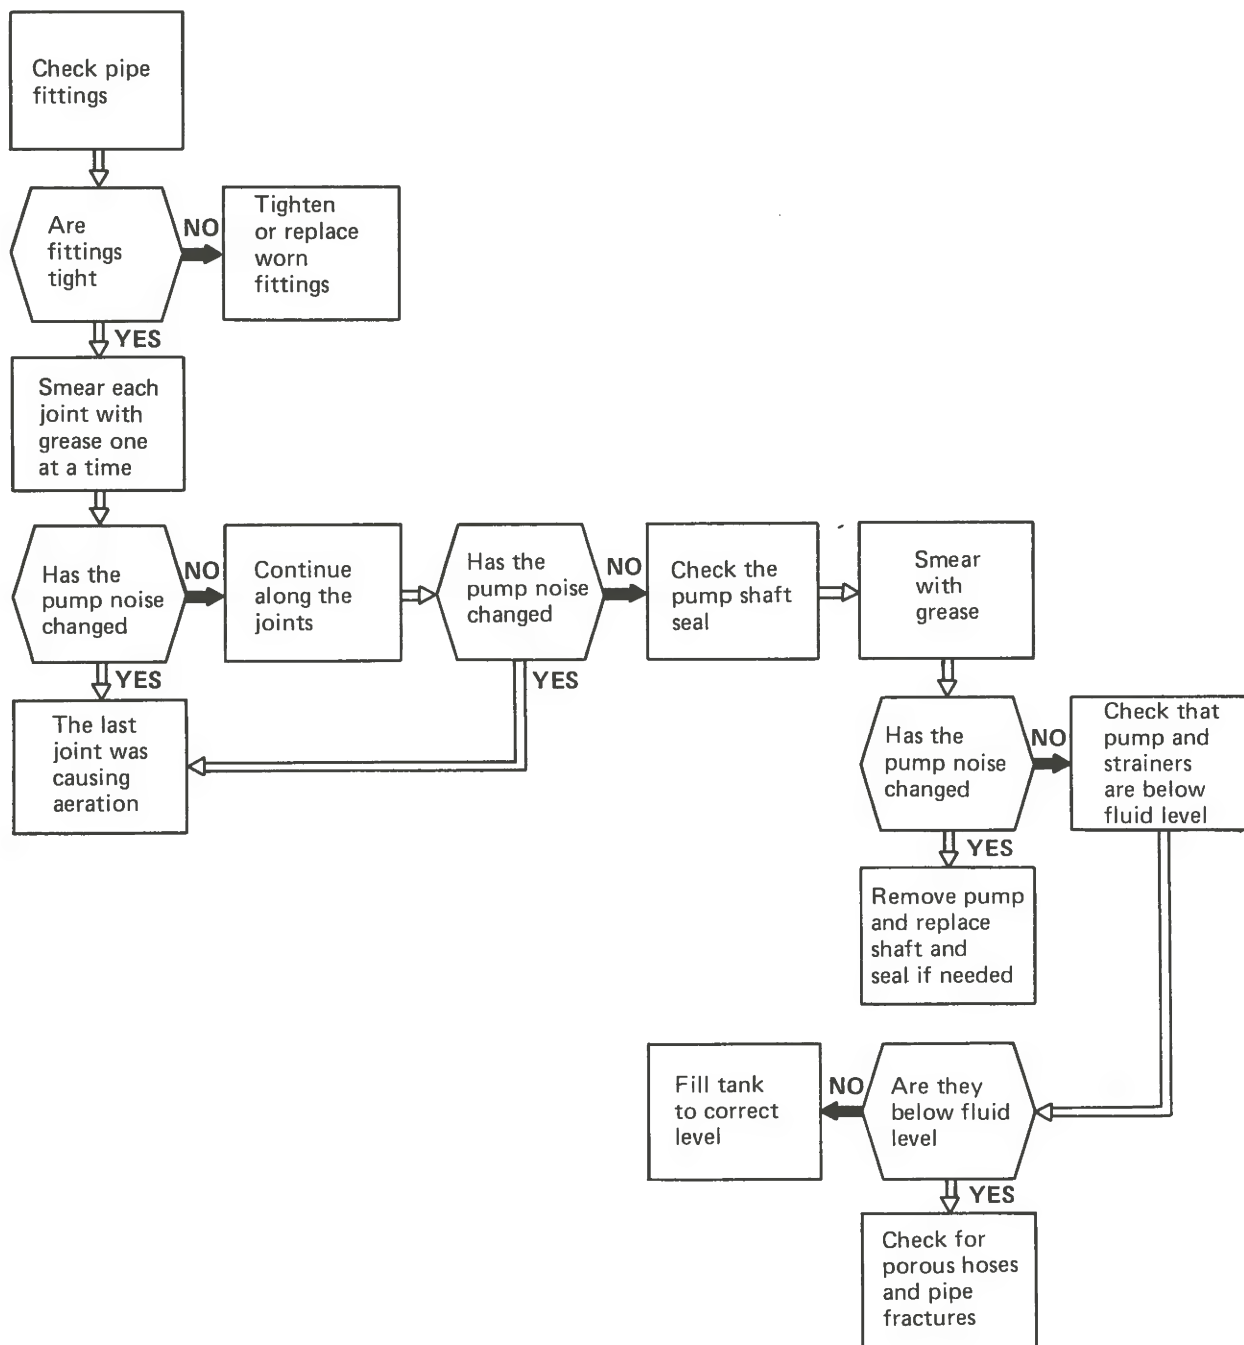 Check pipe
fittings
Are
fittings
tight
NO
Tighten
or replace
worn
fittings
YES
Smear each
joint with
grease one
at a time
Has the
pump noise
changed
NO
Continue
along the
joints
Has the
pump noise
changed
NO
Check the
pump shaft
seal
Smear
with
grease
YES
The last
joint was
causing
aeration
YES
Has the
pump noise
changed
NO
Check that
pump and
strainers
are below
fluid level
YES
Remove pump
and replace
shaft and
seal if needed
Are they
below fluid
level
NO
Fill tank
to correct
level
YES
Check for
porous hoses
and pipe
fractures